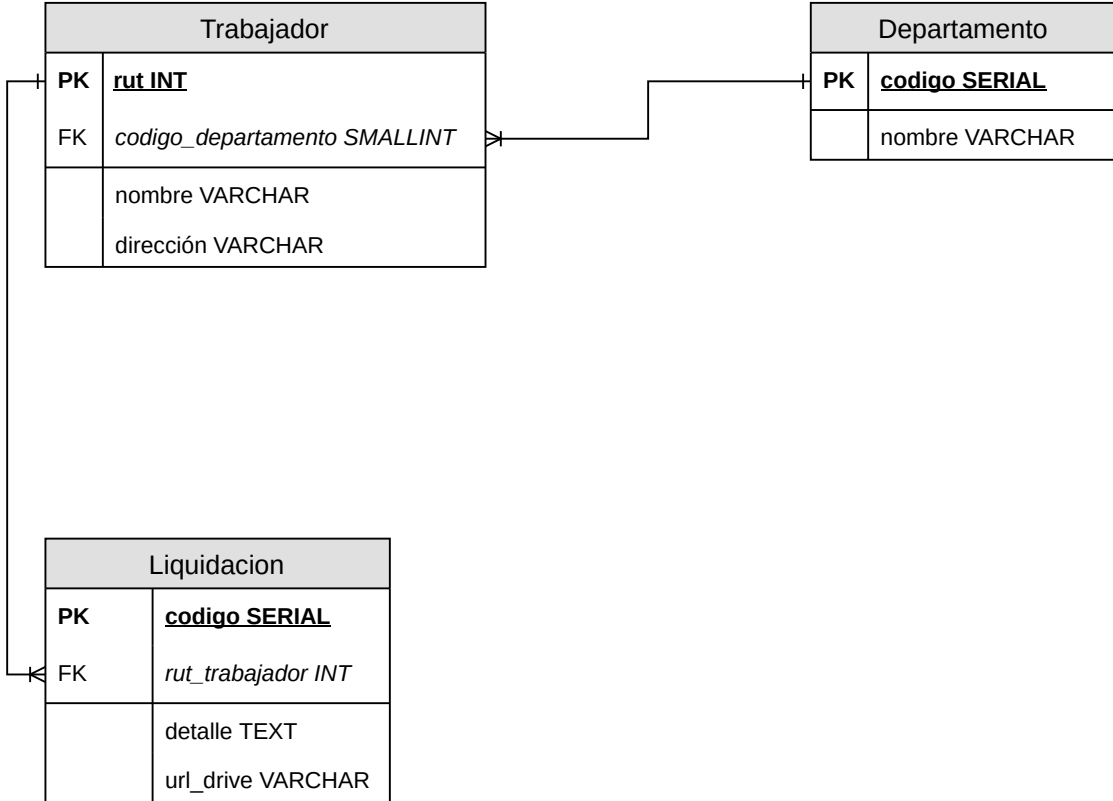 Trabajador
PK rut INT
FK codigo_departamento SMALLINT
nombre VARCHAR
dirección VARCHAR
Departamento
PK codigo SERIAL
nombre VARCHAR
Liquidacion
PK codigo SERIAL
FK rut_trabajador INT
detalle TEXT
url_drive VARCHAR